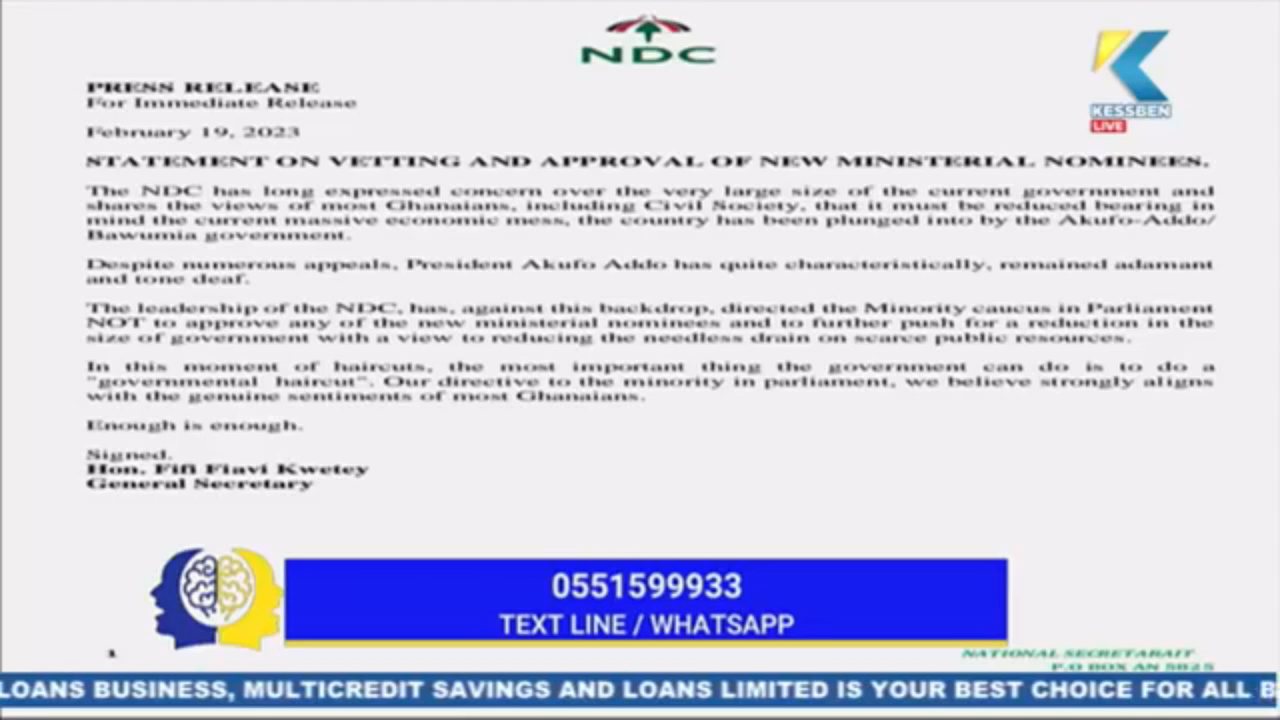 NDC
KESSBEN
LIVE
PRESS RELEASE
For Immediate Release
February 19, 2023
STATEMENT ON VETTING AND APPROVAL OF NEW MINISTERIAL NOMINEES.
The NDC has long expressed concern over the very large size of the current government and
shares the views of most Ghanaians, including Civil Society, that it must be reduced bearing in
mind the current massive economic mess, the country has been plunged into by the Akufo-Addo/
Bawumia government.
Despite numerous appeals, President Akufo Addo has quite characteristically, remained adamant
and tone deaf.
The leadership of the NDC, has, against this backdrop, directed the Minority caucus in Parliament
NOT to approve any of the new ministerial nominees and to further push for a reduction in the
size of government with a view to reducing the needless drain on scarce public resources.
In this moment of haircuts, the most important thing the government can do is to do a
"governmental haircut". Our directive to the minority in parliament, we believe strongly aligns
with the genuine sentiments of most Ghanaians.
Enough is enough.
Signed.
Hon. Fifi Fiavi Kwetey
General Secretary
0551599933
TEXT LINE / WHATSAPP
1
NATIONAL SECRETARAIT
P.O BOX AN 5825
LOANS BUSINESS, MULTICREDIT SAVINGS AND LOANS LIMITED IS YOUR BEST CHOICE FOR ALL B